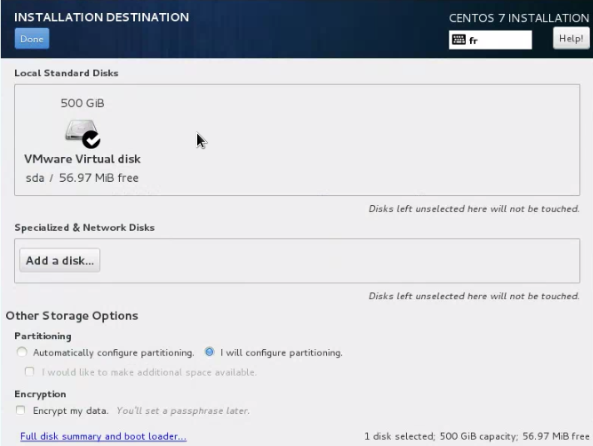 INSTALLATION DESTINATION
CENTOS 7 INSTALLATION
Done
fr
Help!
Local Standard Disks
500 GiB
VMware Virtual disk
sda / 56.97 MiB free
Disks left unselected here will not be touched.
Specialized & Network Disks
Add a disk...
Disks left unselected here will not be touched.
Other Storage Options
Partitioning
Automatically configure partitioning. I will configure partitioning.
I would like to make additional space available.
Encryption
Encrypt my data. You'll set a passphrase later.
Full disk summary and boot loader... 1 disk selected; 500 GiB capacity; 56.97 MiB free